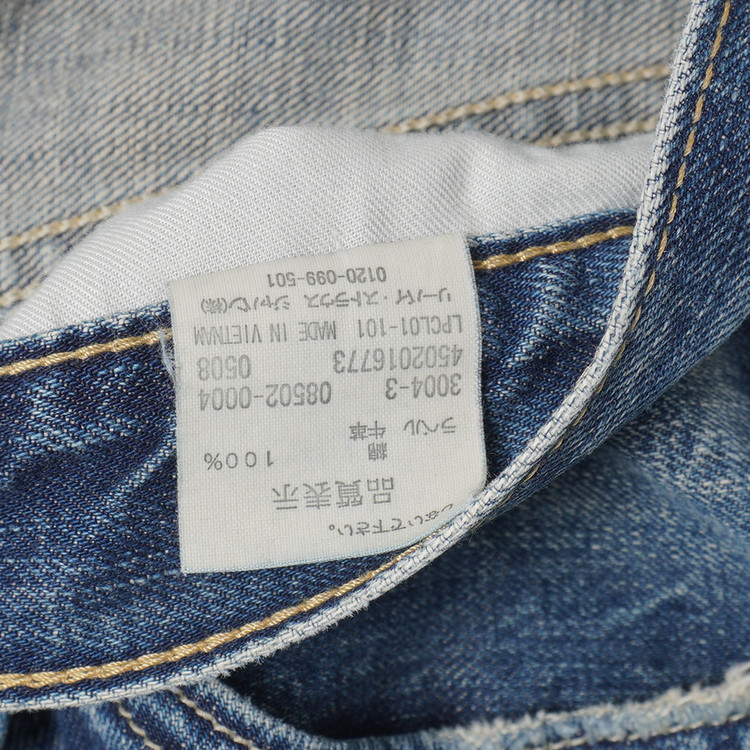 しないで下さい。
品質表示
綿 100%
ラベル 牛革
3004-3 08502-0004
4502016773 0508
LPCL01-101 MADE IN VIETNAM
リーバイ・ストラウス ジャパン(株)
0120-099-501